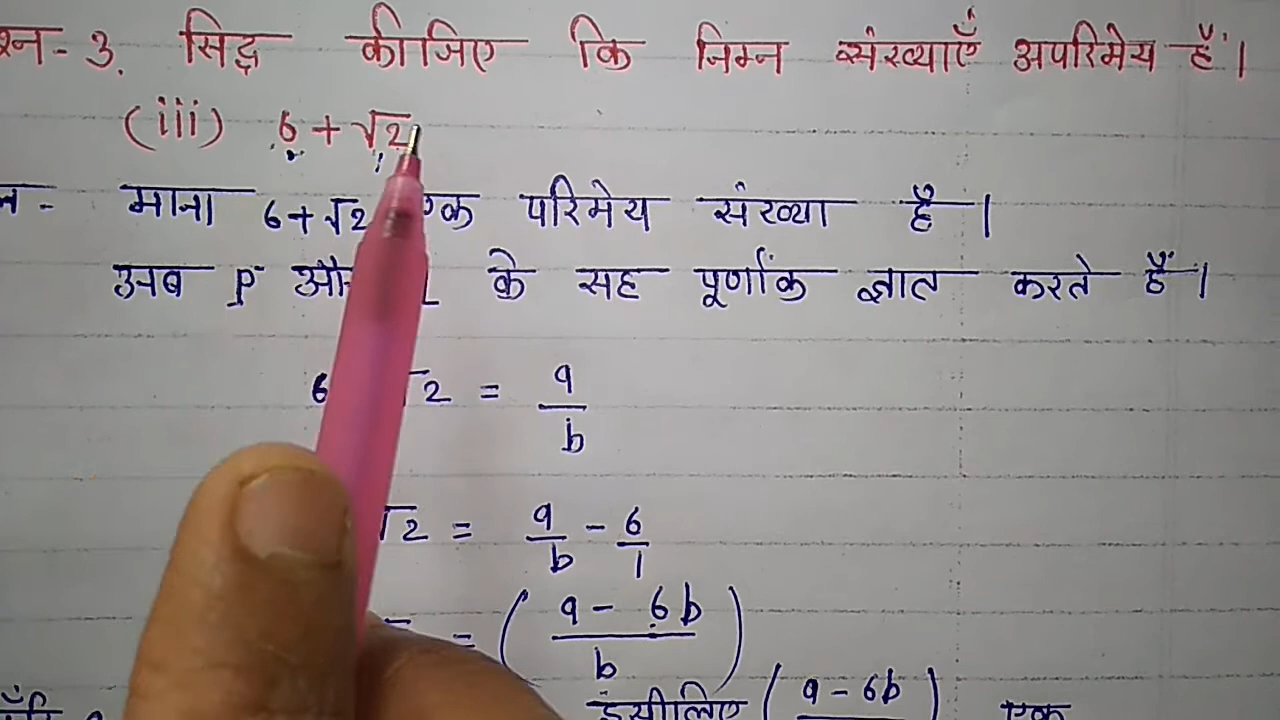 श्न - 3. सिद्ध कीजिए कि निम्न संख्याएँ अपरिमेय हैं।
(iii) 6 + √2
ल - माना 6 + √2 एक परिमेय संख्या है।
अब P के सह पूर्णांक ज्ञात करते हैं।
6 √2 = a/b
√2 = a/b - 6/1
= (a - 6b / b)
इसीलिए (a - 6b) एक